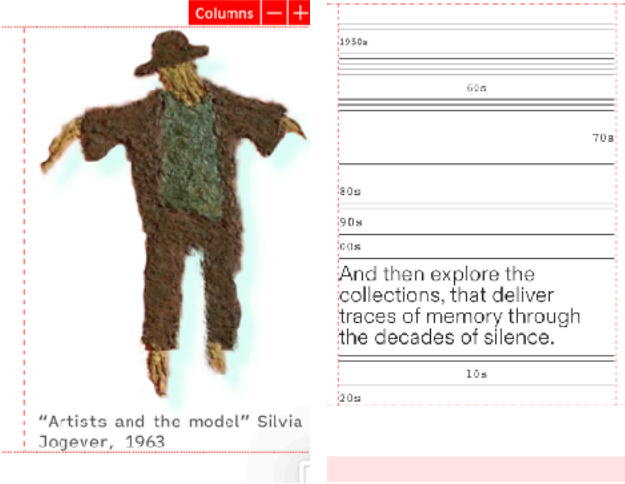 Columns — +
"Artists and the model" Silvia
Jogever, 1963
1950s
60s
70s
80s
90s
00s
And then explore the
collections, that deliver
traces of memory through
the decades of silence.
10s
20s